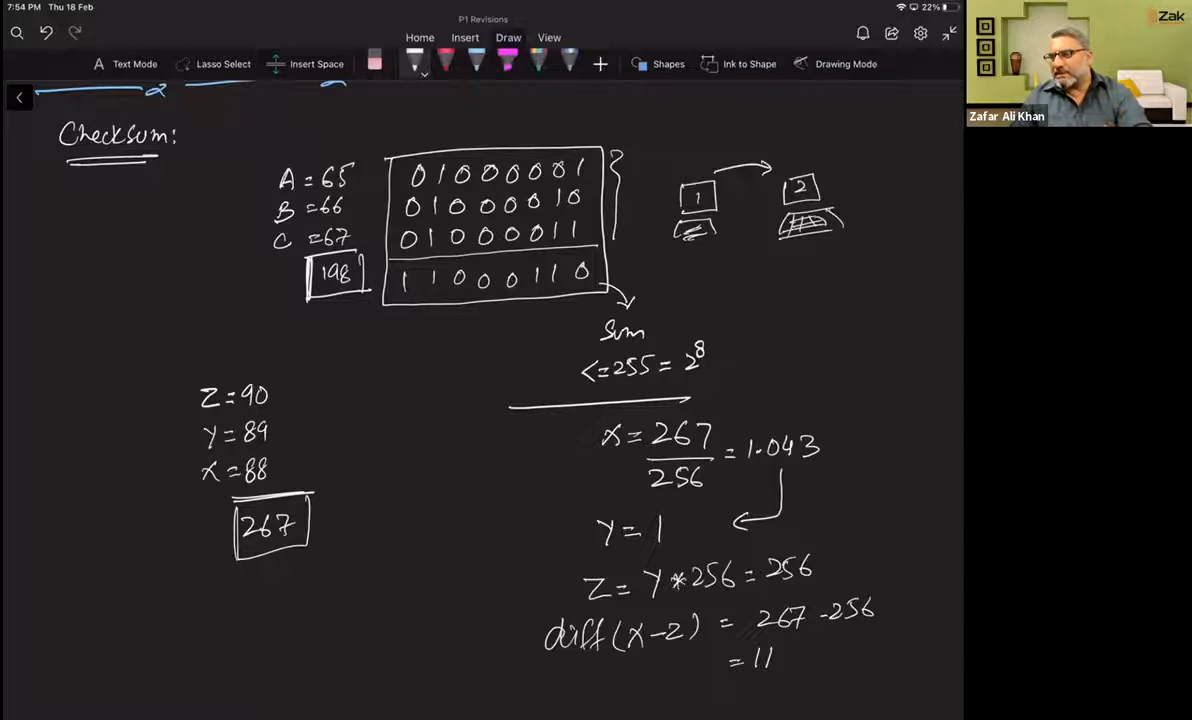 7:54 PM Thu 18 Feb
22%
P1 Revisions
Home Insert Draw View
Text Mode Lasso Select Insert Space + Shapes Ink to Shape Drawing Mode
Zak
Zafar Ali Khan
Checksum:
A = 65 01000001
B = 66 01000010
C = 67 01000011
198 11000110
1 2
Sum
<= 255 = 2^8
Z = 90
Y = 89
X = 88
267
X = 267/256 = 1.043
Y = 1
Z = Y * 256 = 256
diff(X-Z) = 267 - 256
= 11